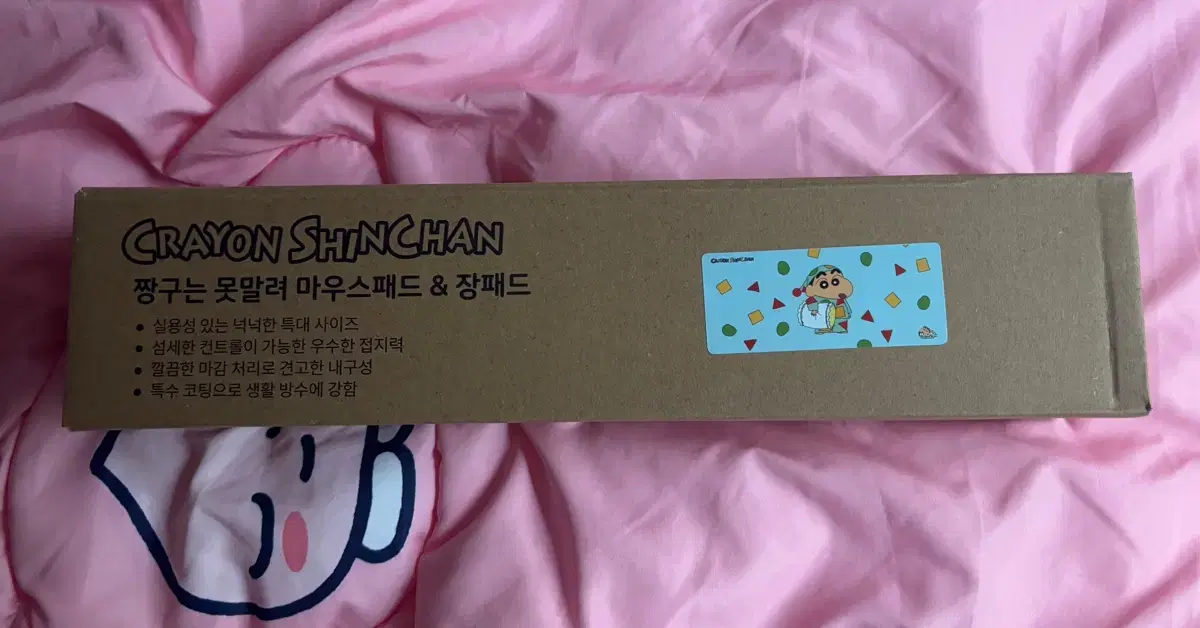 CRAYON SHINCHAN
짱구는 못말려 마우스패드 & 장패드
• 실용성 있는 넉넉한 특대 사이즈
• 섬세한 컨트롤이 가능한 우수한 접지력
• 깔끔한 마감 처리로 견고한 내구성
• 특수 코팅으로 생활 방수에 강함
CRAYON SHINCHAN